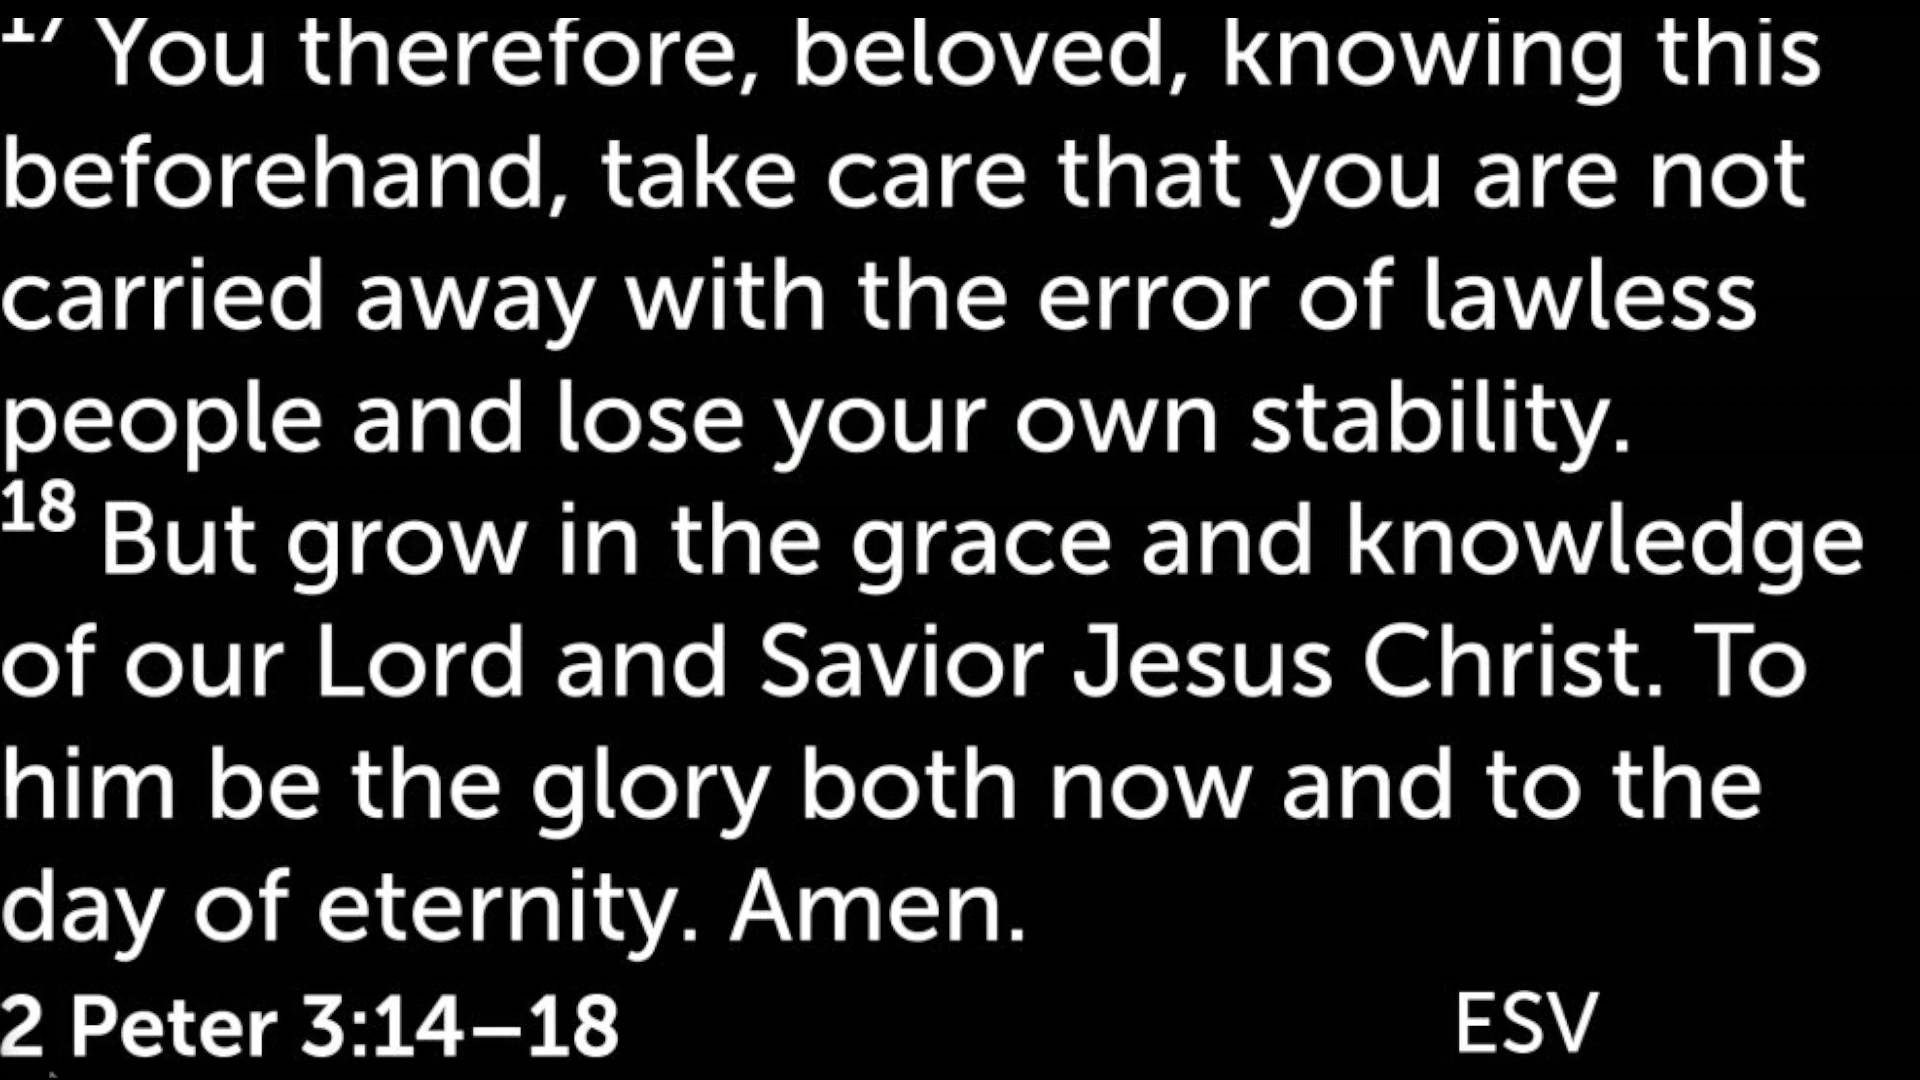 17 You therefore, beloved, knowing this
beforehand, take care that you are not
carried away with the error of lawless
people and lose your own stability.
18 But grow in the grace and knowledge
of our Lord and Savior Jesus Christ. To
him be the glory both now and to the
day of eternity. Amen.
2 Peter 3:14–18 ESV